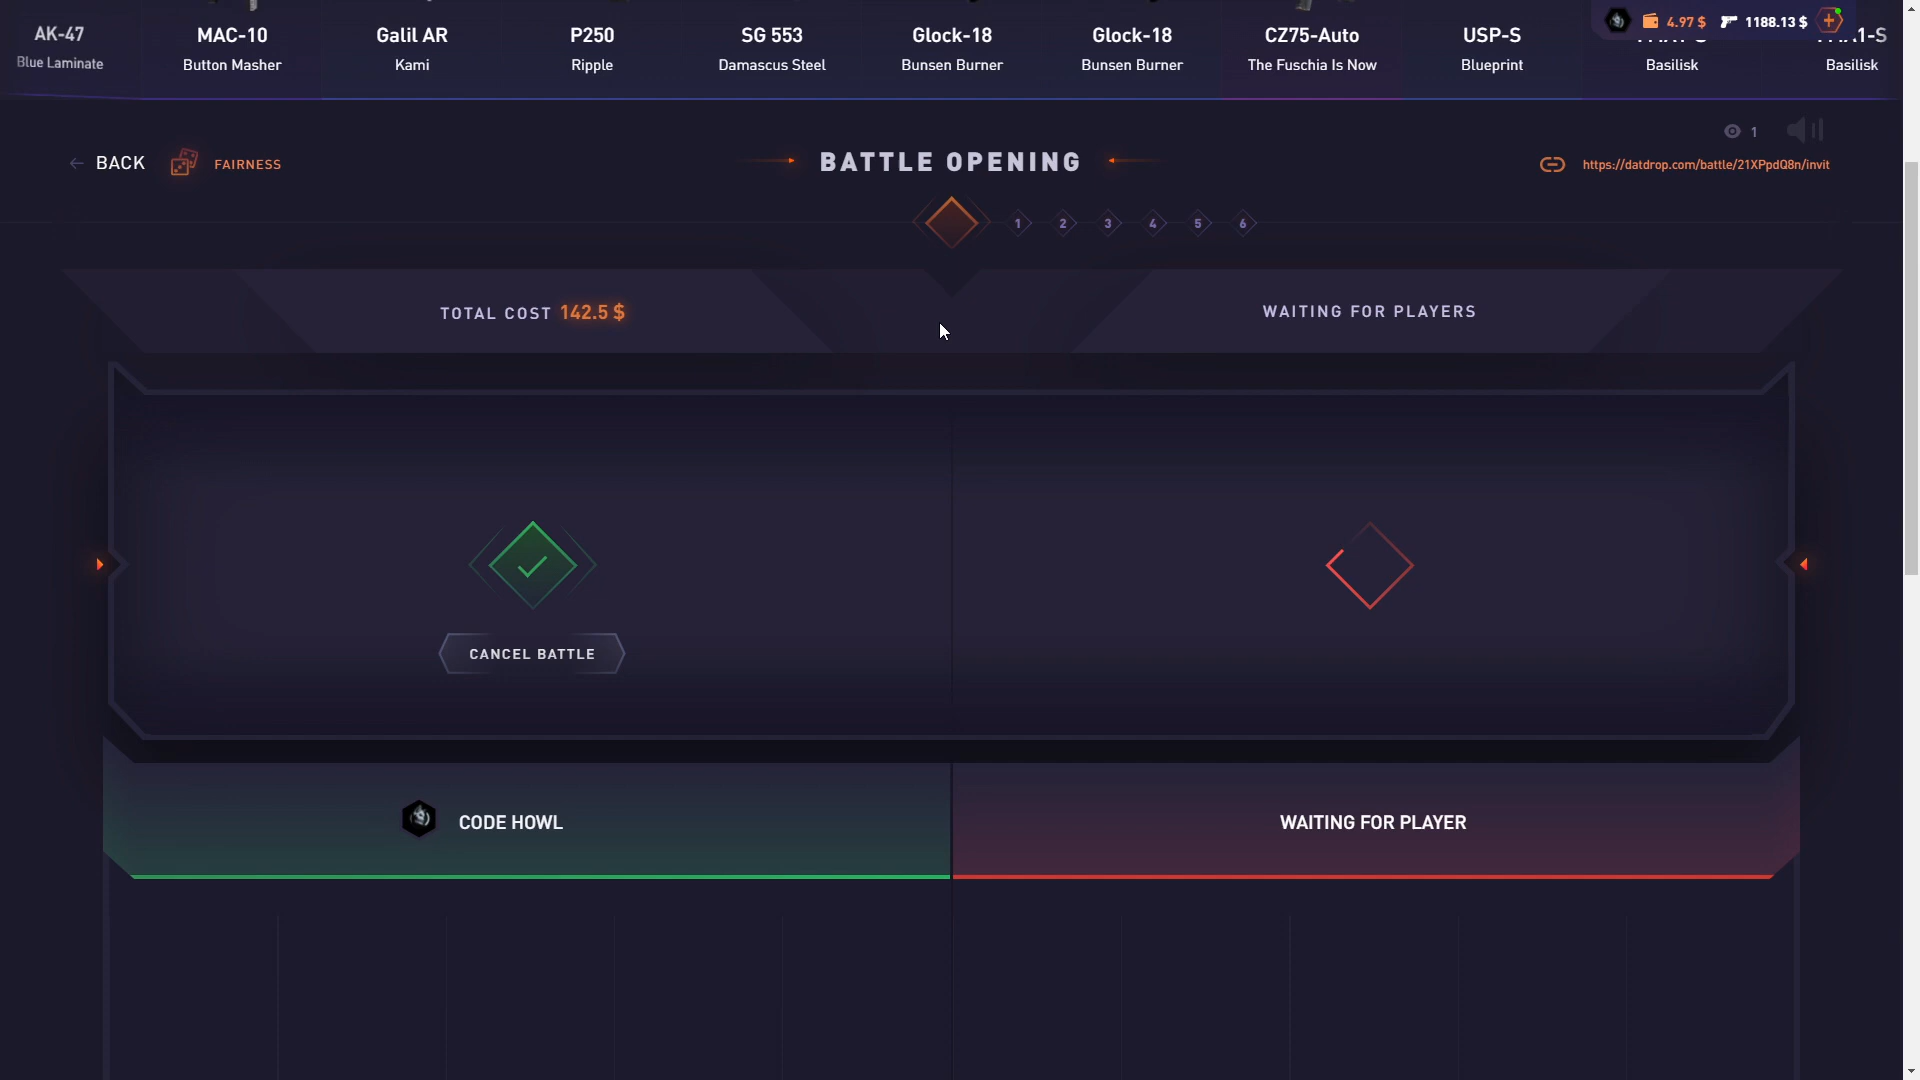 AK-47
Blue Laminate
MAC-10
Button Masher
Galil AR
Kami
P250
Ripple
SG 553
Damascus Steel
Glock-18
Bunsen Burner
Glock-18
Bunsen Burner
CZ75-Auto
The Fuschia Is Now
USP-S
Blueprint
Basilisk
Basilisk
4.97 $
1188.13 $
BACK
FAIRNESS
BATTLE OPENING
1
https://datdrop.com/battle/21XPpdQ8n/invit
1 2 3 4 5 6
TOTAL COST 142.5 $
WAITING FOR PLAYERS
CANCEL BATTLE
CODE HOWL
WAITING FOR PLAYER